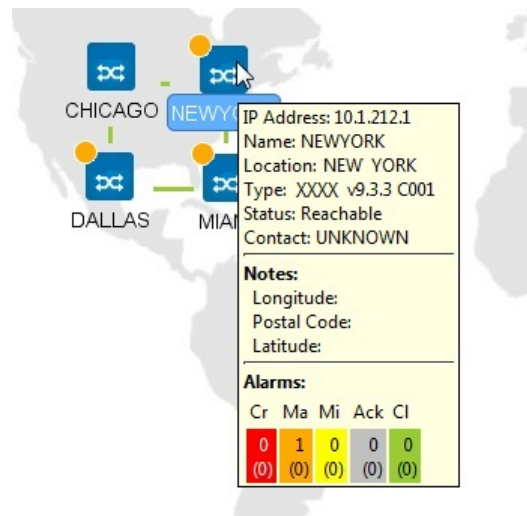 CHICAGO
NEWYO
DALLAS
MIAM
IP Address: 10.1.212.1
Name: NEWYORK
Location: NEW YORK
Type: XXXX v9.3.3 C001
Status: Reachable
Contact: UNKNOWN
Notes:
Longitude:
Postal Code:
Latitude:
Alarms:
Cr Ma Mi Ack Cl
0 1 0 0 0
(0) (0) (0) (0) (0)